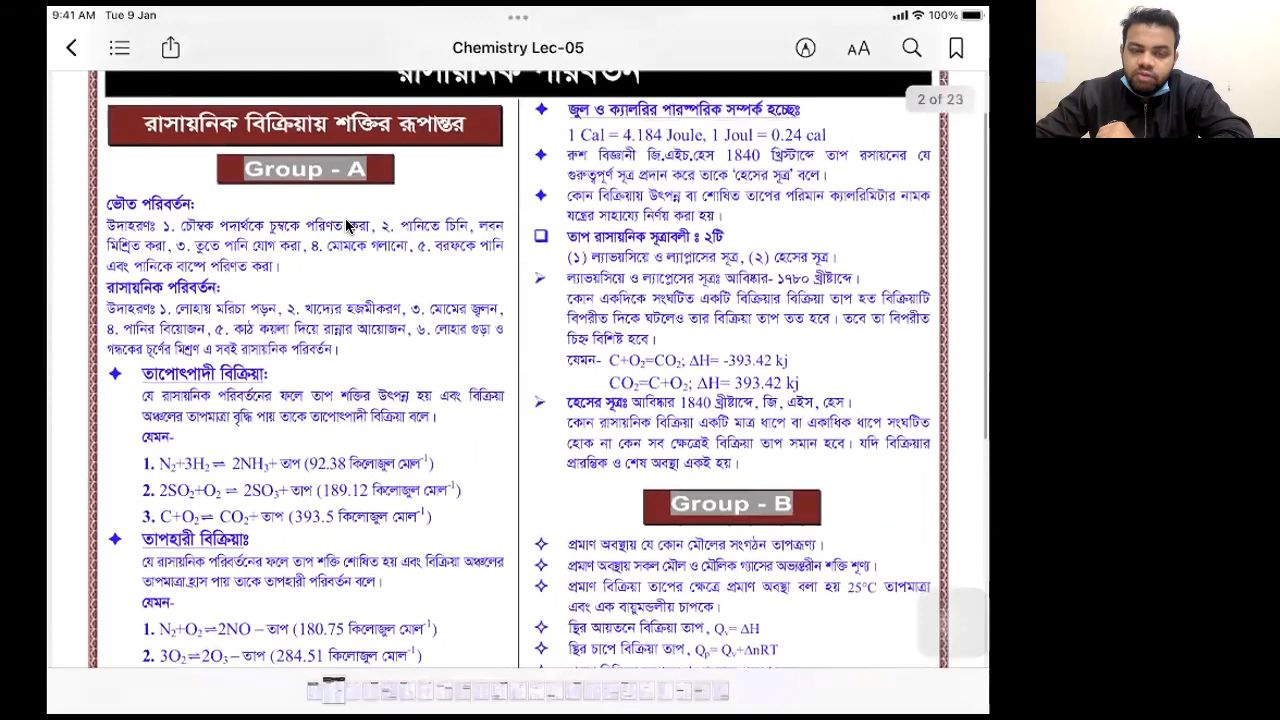 9:41 AM Tue 9 Jan
100%
Chemistry Lec-05
AA
রাসায়নিক পরিবর্তন
2 of 23
রাসায়নিক বিক্রিয়ায় শক্তির রূপান্তর
Group - A
ভৌত পরিবর্তন:
উদাহরণঃ ১. চৌম্বক পদার্থকে চুম্বকে পরিণত করা, ২. পানিতে চিনি, লবন
মিশ্রিত করা, ৩. তুতে পানি যোগ করা, ৪. মোমকে গলানো, ৫. বরফকে পানি
এবং পানিকে বাষ্পে পরিণত করা।
রাসায়নিক পরিবর্তন:
উদাহরণঃ ১. লোহায় মরিচা পড়ন, ২. খাদ্যের হজমীকরণ, ৩. মোমের জ্বলন,
৪. পানির বিয়োজন, ৫. কাঠ কয়লা দিয়ে রান্নার আয়োজন, ৬. লোহার গুড়া ও
গন্ধকের চূর্ণের মিশ্রণ এ সবই রাসায়নিক পরিবর্তন।
তাপোৎপাদী বিক্রিয়া:
যে রাসায়নিক পরিবর্তনের ফলে তাপ শক্তির উৎপন্ন হয় এবং বিক্রিয়া
অঞ্চলের তাপমাত্রা বৃদ্ধি পায় তাকে তাপোৎপাদী বিক্রিয়া বলে।
যেমন-
1. N₂+3H₂ ⇌ 2NH₃+ তাপ (92.38 কিলোজুল মোল⁻¹)
2. 2SO₂+O₂ ⇌ 2SO₃+তাপ (189.12 কিলোজুল মোল⁻¹)
3. C+O₂⇌ CO₂+ তাপ (393.5 কিলোজুল মোল⁻¹)
তাপহারী বিক্রিয়াঃ
যে রাসায়নিক পরিবর্তনের ফলে তাপ শক্তি শোষিত হয় এবং বিক্রিয়া অঞ্চলের
তাপমাত্রা হ্রাস পায় তাকে তাপহারী পরিবর্তন বলে।
যেমন-
1. N₂+O₂⇌2NO – তাপ (180.75 কিলোজুল মোল⁻¹)
2. 3O₂⇌2O₃ – তাপ (284.51 কিলোজুল মোল⁻¹)
জুল ও ক্যালরির পারস্পরিক সম্পর্ক হচ্ছেঃ
1 Cal = 4.184 Joule, 1 Joul = 0.24 cal
রুশ বিজ্ঞানী জি.এইচ.হেস 1840 খ্রিস্টাব্দে তাপ রসায়নের যে
গুরুত্বপূর্ণ সূত্র প্রদান করে তাকে ‘হেসের সূত্র’ বলে।
কোন বিক্রিয়ায় উৎপন্ন বা শোষিত তাপের পরিমান ক্যালরিমিটার নামক
যন্ত্রের সাহায্যে নির্ণয় করা হয়।
তাপ রাসায়নিক সূত্রাবলী ঃ ২টি
(১) ল্যাভয়সিয়ে ও ল্যাপ্লাসের সূত্র, (২) হেসের সূত্র।
ল্যাভয়সিয়ে ও ল্যাপ্লেসের সূত্রঃ আবিষ্কার- ১৭৮০ খ্রীষ্টাব্দে।
কোন একদিকে সংঘটিত একটি বিক্রিয়ার বিক্রিয়া তাপ হত বিক্রিয়াটি
বিপরীত দিকে ঘটলেও তার বিক্রিয়া তাপ তত হবে। তবে তা বিপরীত
চিহ্ন বিশিষ্ট হবে।
যেমন- C+O₂=CO₂; ΔH= -393.42 kj
CO₂=C+O₂; ΔH= 393.42 kj
হেসের সূত্রঃ আবিষ্কার 1840 খ্রীষ্টাব্দে, জি, এইস, হেস।
কোন রাসায়নিক বিক্রিয়া একটি মাত্র ধাপে বা একাধিক ধাপে সংঘটিত
হোক না কেন সব ক্ষেত্রেই বিক্রিয়া তাপ সমান হবে। যদি বিক্রিয়ার
প্রারম্ভিক ও শেষ অবস্থা একই হয়।
Group - B
প্রমাণ অবস্থায় যে কোন মৌলের সংগঠন তাপত্রূণ্য।
প্রমাণ অবস্থায় সকল মৌল ও মৌলিক গ্যাসের অভ্যন্তরীন শক্তি শূণ্য।
প্রমাণ বিক্রিয়া তাপের ক্ষেত্রে প্রমাণ অবস্থা বলা হয় 25°C তাপমাত্রা
এবং এক বায়ুমন্ডলীয় চাপকে।
স্থির আয়তনে বিক্রিয়া তাপ, Qᵥ= ΔH
স্থির চাপে বিক্রিয়া তাপ, Qₚ= Qᵥ+ΔnRT